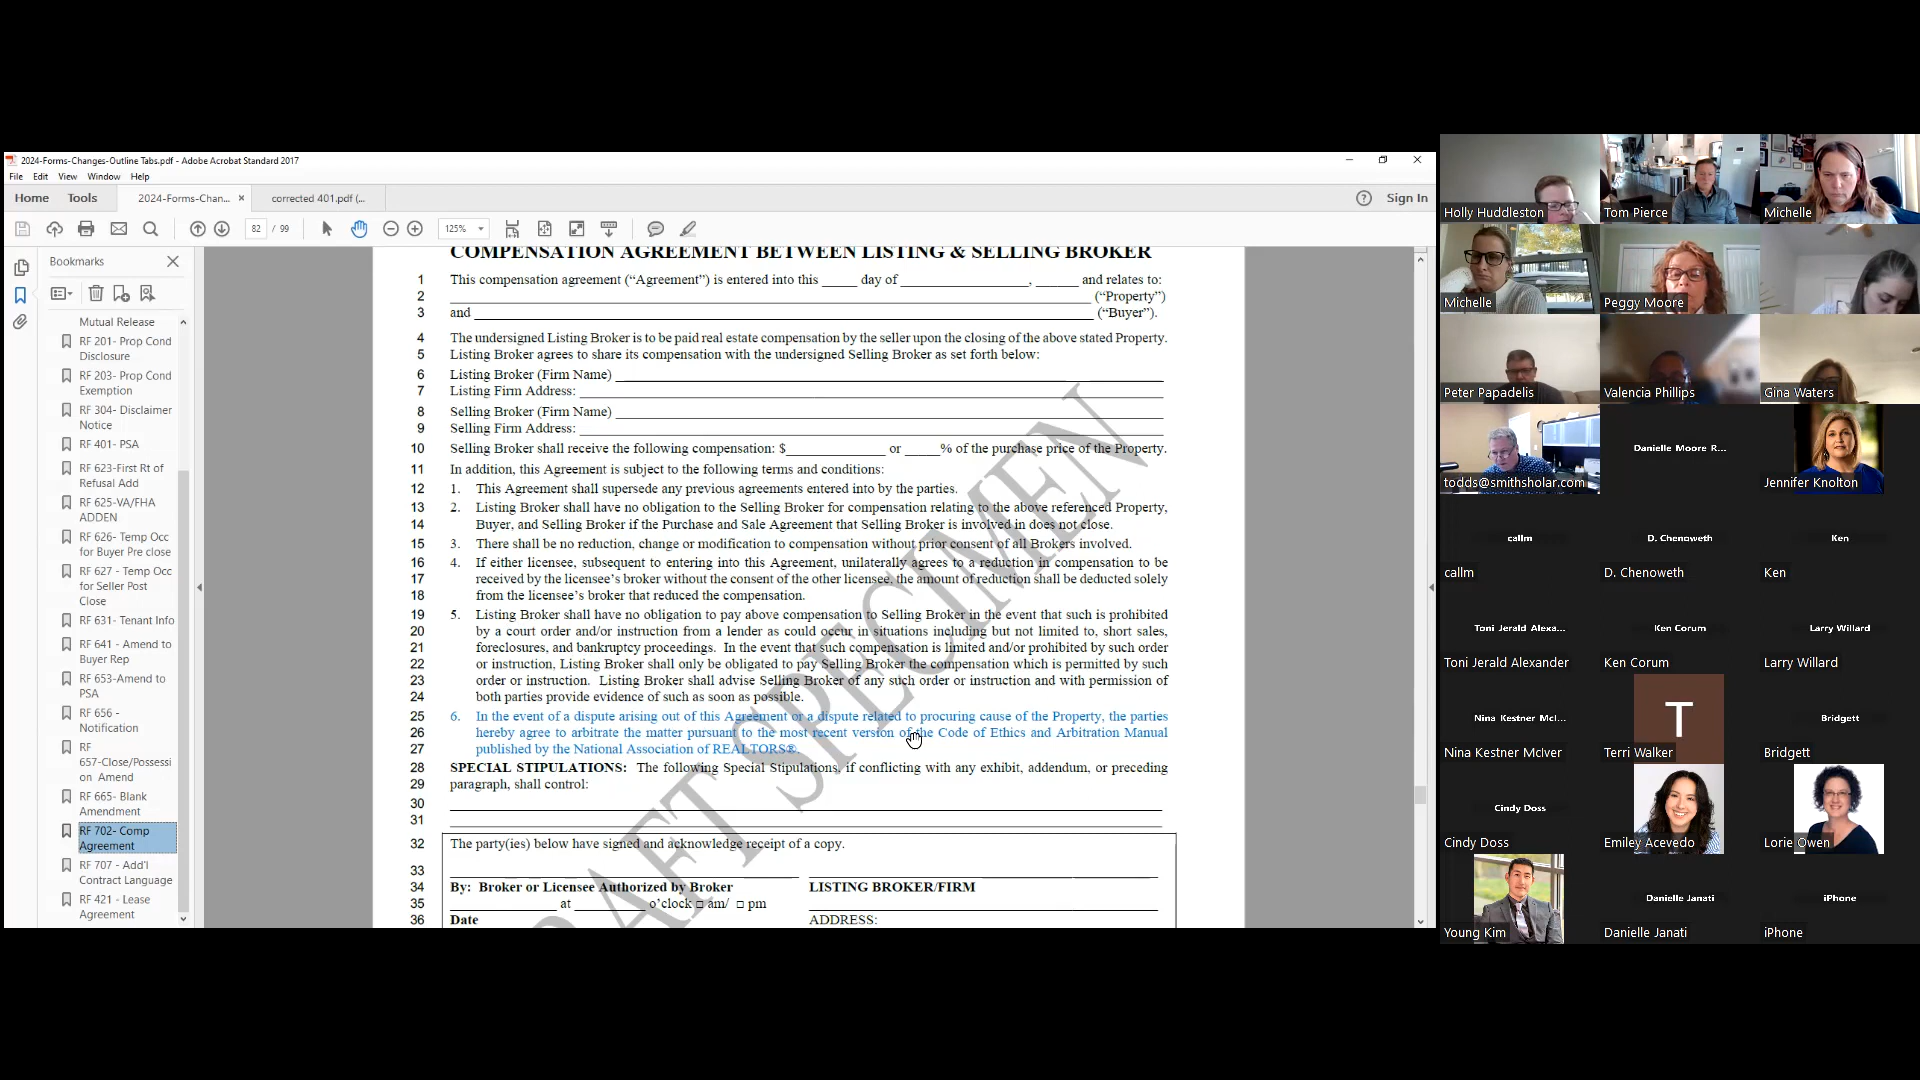 2024-Forms-Changes-Outline Tabs.pdf - Adobe Acrobat Standard 2017
File Edit View Window Help
Home Tools 2024-Forms-Chan... × corrected 401.pdf (... Sign In
82 / 99 125%
Bookmarks
Mutual Release
RF 201- Prop Cond
Disclosure
RF 203- Prop Cond
Exemption
RF 304- Disclaimer
Notice
RF 401- PSA
RF 623-First Rt of
Refusal Add
RF 625-VA/FHA
ADDEN
RF 626- Temp Occ
for Buyer Pre close
RF 627 - Temp Occ
for Seller Post
Close
RF 631- Tenant Info
RF 641 - Amend to
Buyer Rep
RF 653-Amend to
PSA
RF 656 -
Notification
RF
657-Close/Possessi
on Amend
RF 665- Blank
Amendment
RF 702- Comp
Agreement
RF 707 - Add'l
Contract Language
RF 421 - Lease
Agreement
COMPENSATION AGREEMENT BETWEEN LISTING & SELLING BROKER
1 This compensation agreement (“Agreement”) is entered into this _____ day of __________________, ______ and relates to:
2 ____________________ (“Property”)
3 and ____________________ (“Buyer”).
4 The undersigned Listing Broker is to be paid real estate compensation by the seller upon the closing of the above stated Property.
5 Listing Broker agrees to share its compensation with the undersigned Selling Broker as set forth below:
6 Listing Broker (Firm Name) ____________________
7 Listing Firm Address: ____________________
8 Selling Broker (Firm Name) ____________________
9 Selling Firm Address: ____________________
10 Selling Broker shall receive the following compensation: $______________ or _____% of the purchase price of the Property.
11 In addition, this Agreement is subject to the following terms and conditions:
12 1. This Agreement shall supersede any previous agreements entered into by the parties.
13 2. Listing Broker shall have no obligation to the Selling Broker for compensation relating to the above referenced Property,
14 Buyer, and Selling Broker if the Purchase and Sale Agreement that Selling Broker is involved in does not close.
15 3. There shall be no reduction, change or modification to compensation without prior consent of all Brokers involved.
16 4. If either licensee, subsequent to entering into this Agreement, unilaterally agrees to a reduction in compensation to be
17 received by the licensee’s broker without the consent of the other licensee, the amount of reduction shall be deducted solely
18 from the licensee’s broker that reduced the compensation.
19 5. Listing Broker shall have no obligation to pay above compensation to Selling Broker in the event that such is prohibited
20 by a court order and/or instruction from a lender as could occur in situations including but not limited to, short sales,
21 foreclosures, and bankruptcy proceedings. In the event that such compensation is limited and/or prohibited by such order
22 or instruction, Listing Broker shall only be obligated to pay Selling Broker the compensation which is permitted by such
23 order or instruction. Listing Broker shall advise Selling Broker of any such order or instruction and with permission of
24 both parties provide evidence of such as soon as possible.
25 6. In the event of a dispute arising out of this Agreement or a dispute related to procuring cause of the Property, the parties
26 hereby agree to arbitrate the matter pursuant to the most recent version of the Code of Ethics and Arbitration Manual
27 published by the National Association of REALTORS®.
28 SPECIAL STIPULATIONS: The following Special Stipulations, if conflicting with any exhibit, addendum, or preceding
29 paragraph, shall control:
30
31
32 The party(ies) below have signed and acknowledge receipt of a copy.
33
34 By: Broker or Licensee Authorized by Broker LISTING BROKER/FIRM
35 ______________ at __________ o’clock □ am/ □ pm
36 Date ADDRESS:
RAFT SPECIMEN
Holly Huddleston Tom Pierce Michelle
Michelle Peggy Moore
Peter Papadelis Valencia Phillips Gina Waters
Danielle Moore R...
todds@smithsholar.com Jennifer Knolton
callm D. Chenoweth Ken
callm D. Chenoweth Ken
Toni Jerald Alexa... Ken Corum Larry Willard
Toni Jerald Alexander Ken Corum Larry Willard
Nina Kestner McI... T Bridgett
Nina Kestner McIver Terri Walker Bridgett
Cindy Doss
Cindy Doss Emiley Acevedo Lorie Owen
Danielle Janati iPhone
Young Kim Danielle Janati iPhone